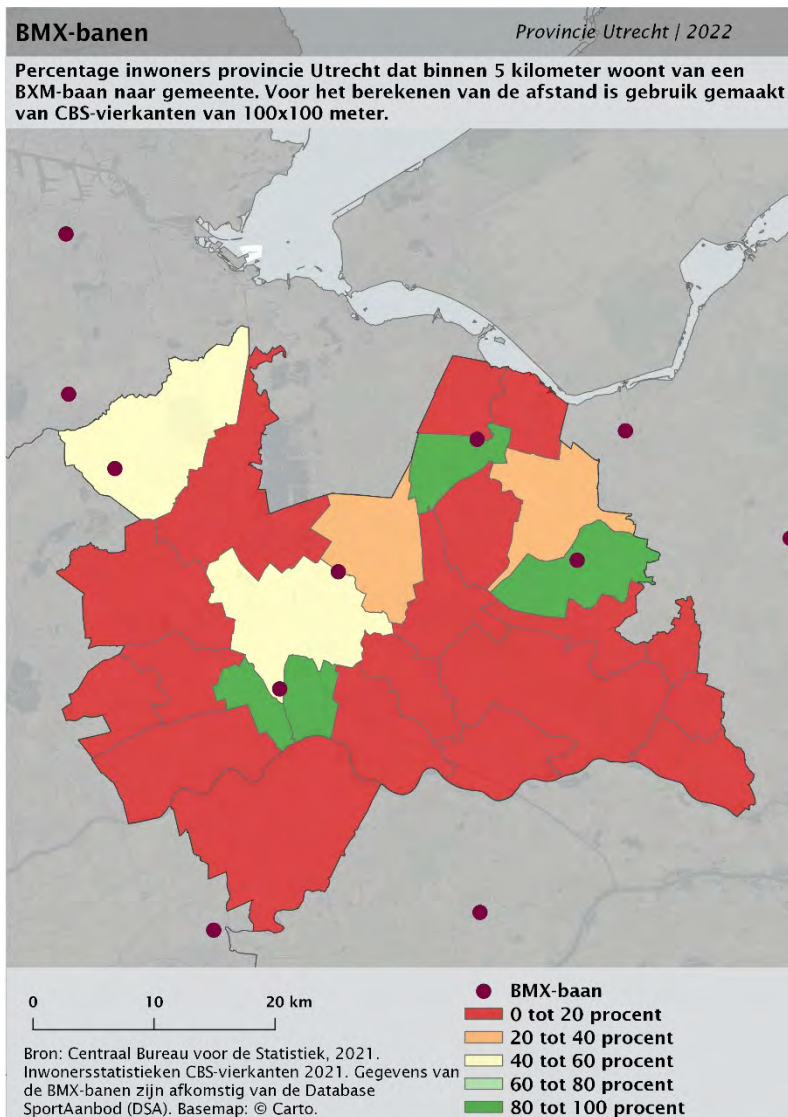 BMX-banen
Provincie Utrecht | 2022
Percentage inwoners provincie Utrecht dat binnen 5 kilometer woont van een
BXM-baan naar gemeente. Voor het berekenen van de afstand is gebruik gemaakt
van CBS-vierkanten van 100x100 meter.
0 10 20 km
Bron: Centraal Bureau voor de Statistiek, 2021.
Inwonersstatistieken CBS-vierkanten 2021. Gegevens van
de BMX-banen zijn afkomstig van de Database
SportAanbod (DSA). Basemap: © Carto.
BMX-baan
0 tot 20 procent
20 tot 40 procent
40 tot 60 procent
60 tot 80 procent
80 tot 100 procent